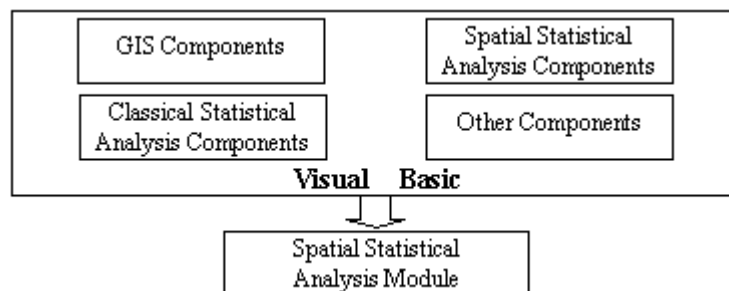 GIS Components
Spatial Statistical
Analysis Components
Classical Statistical
Analysis Components
Other Components
Visual Basic
Spatial Statistical
Analysis Module